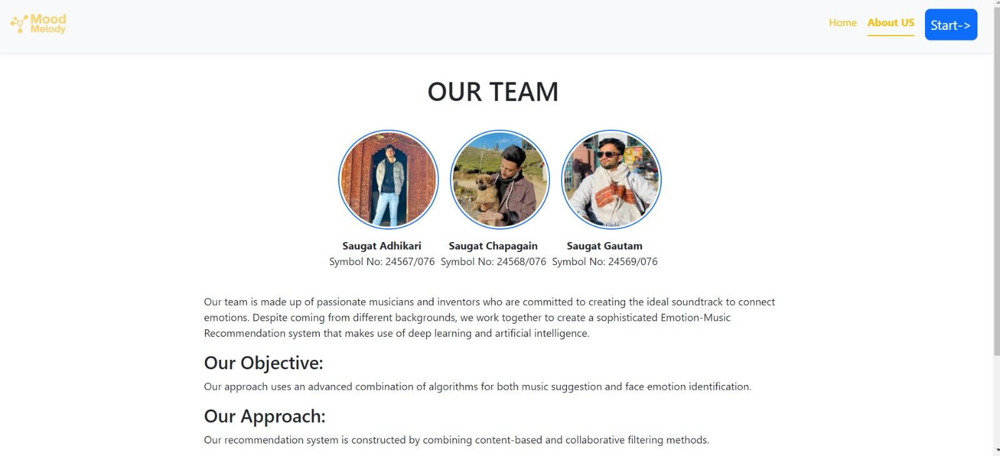 Mood
Melody
Home
About US
Start->
OUR TEAM
Saugat Adhikari
Symbol No: 24567/076
Saugat Chapagain
Symbol No: 24568/076
Saugat Gautam
Symbol No: 24569/076
Our team is made up of passionate musicians and inventors who are committed to creating the ideal soundtrack to connect
emotions. Despite coming from different backgrounds, we work together to create a sophisticated Emotion-Music
Recommendation system that makes use of deep learning and artificial intelligence.
Our Objective:
Our approach uses an advanced combination of algorithms for both music suggestion and face emotion identification.
Our Approach:
Our recommendation system is constructed by combining content-based and collaborative filtering methods.